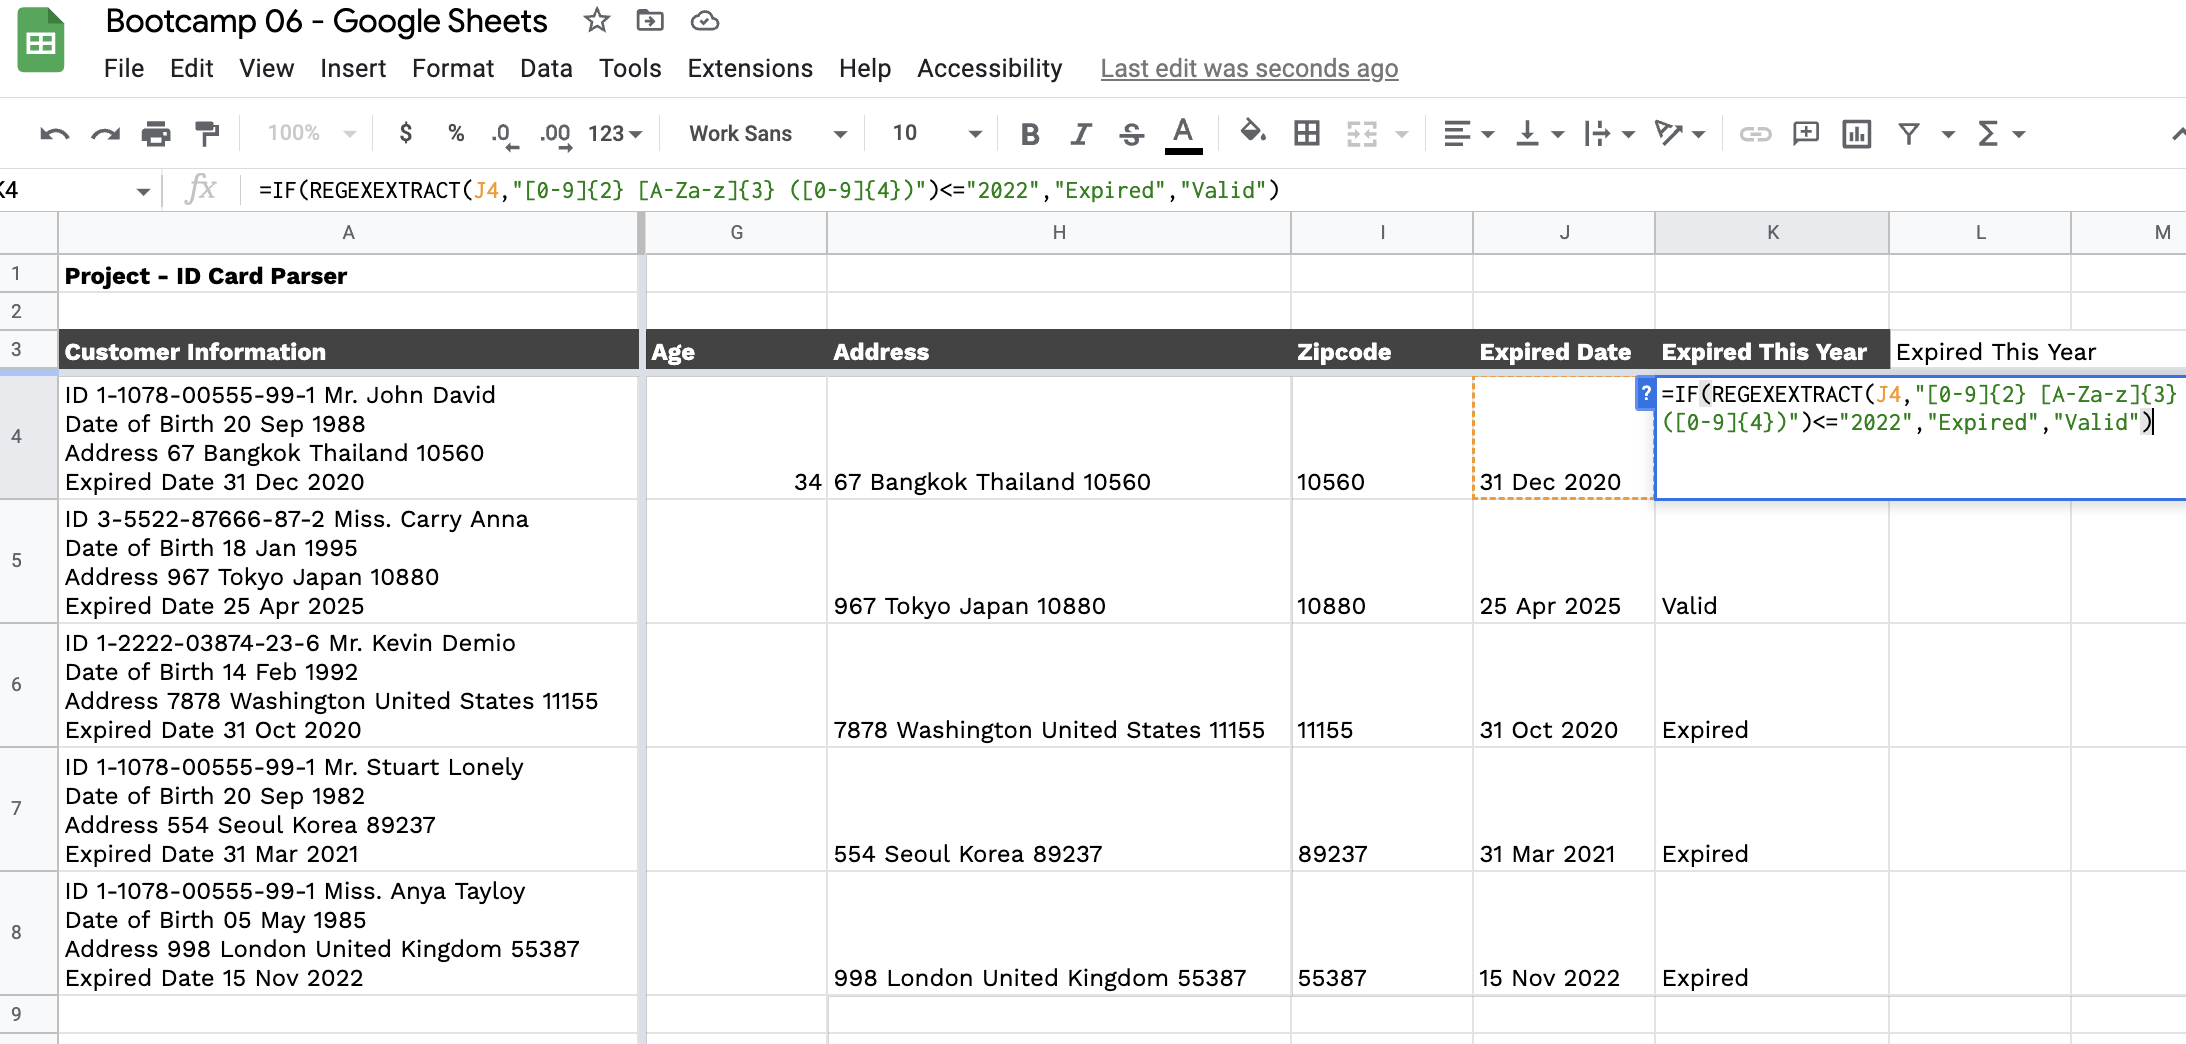 Bootcamp 06 - Google Sheets
File Edit View Insert Format Data Tools Extensions Help Accessibility Last edit was seconds ago
100% $ % .0 .00 123 Work Sans 10 B I S A Σ
fx =IF(REGEXEXTRACT(J4,"[0-9]{2} [A-Za-z]{3} ([0-9]{4})")<="2022","Expired","Valid")
A G H I J K L M
1 Project - ID Card Parser
2
3 Customer Information Age Address Zipcode Expired Date Expired This Year Expired This Year
4
ID 1-1078-00555-99-1 Mr. John David
Date of Birth 20 Sep 1988
Address 67 Bangkok Thailand 10560
Expired Date 31 Dec 2020
34 67 Bangkok Thailand 10560 10560 31 Dec 2020
? =IF(REGEXEXTRACT(J4,"[0-9]{2} [A-Za-z]{3}
([0-9]{4})")<="2022","Expired","Valid")
5
ID 3-5522-87666-87-2 Miss. Carry Anna
Date of Birth 18 Jan 1995
Address 967 Tokyo Japan 10880
Expired Date 25 Apr 2025
967 Tokyo Japan 10880 10880 25 Apr 2025 Valid
6
ID 1-2222-03874-23-6 Mr. Kevin Demio
Date of Birth 14 Feb 1992
Address 7878 Washington United States 11155
Expired Date 31 Oct 2020
7878 Washington United States 11155 11155 31 Oct 2020 Expired
7
ID 1-1078-00555-99-1 Mr. Stuart Lonely
Date of Birth 20 Sep 1982
Address 554 Seoul Korea 89237
Expired Date 31 Mar 2021
554 Seoul Korea 89237 89237 31 Mar 2021 Expired
8
ID 1-1078-00555-99-1 Miss. Anya Tayloy
Date of Birth 05 May 1985
Address 998 London United Kingdom 55387
Expired Date 15 Nov 2022
998 London United Kingdom 55387 55387 15 Nov 2022 Expired
9